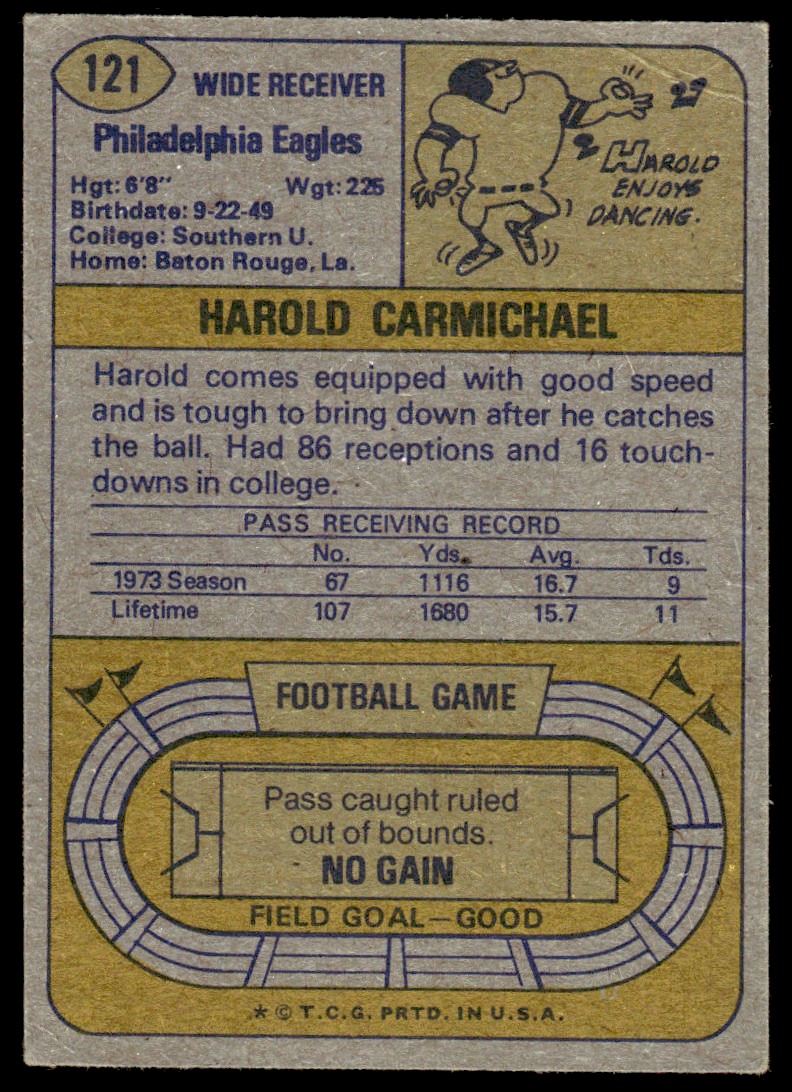 121
WIDE RECEIVER
Philadelphia Eagles
Hgt: 6'8" Wgt: 225
Birthdate: 9-22-49
College: Southern U.
Home: Baton Rouge, La.
HAROLD
ENJOYS
DANCING.
HAROLD CARMICHAEL
Harold comes equipped with good speed
and is tough to bring down after he catches
the ball. Had 86 receptions and 16 touch-
downs in college.
PASS RECEIVING RECORD
No. Yds. Avg. Tds.
1973 Season 67 1116 16.7 9
Lifetime 107 1680 15.7 11
FOOTBALL GAME
Pass caught ruled
out of bounds.
NO GAIN
FIELD GOAL—GOOD
* © T.C.G. PRTD. IN U.S.A.